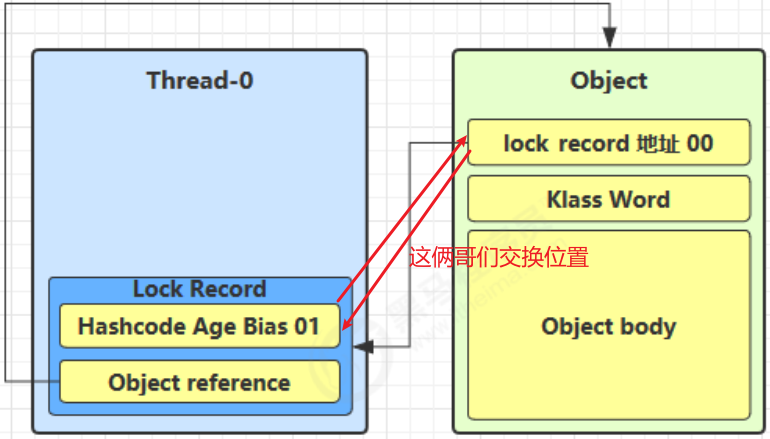 Thread-0
Object
lock record 地址 00
Klass Word
这俩哥们交换位置
Lock Record
Hashcode Age Bias 01
Object body
Object reference